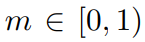 m ∈ [0, 1)